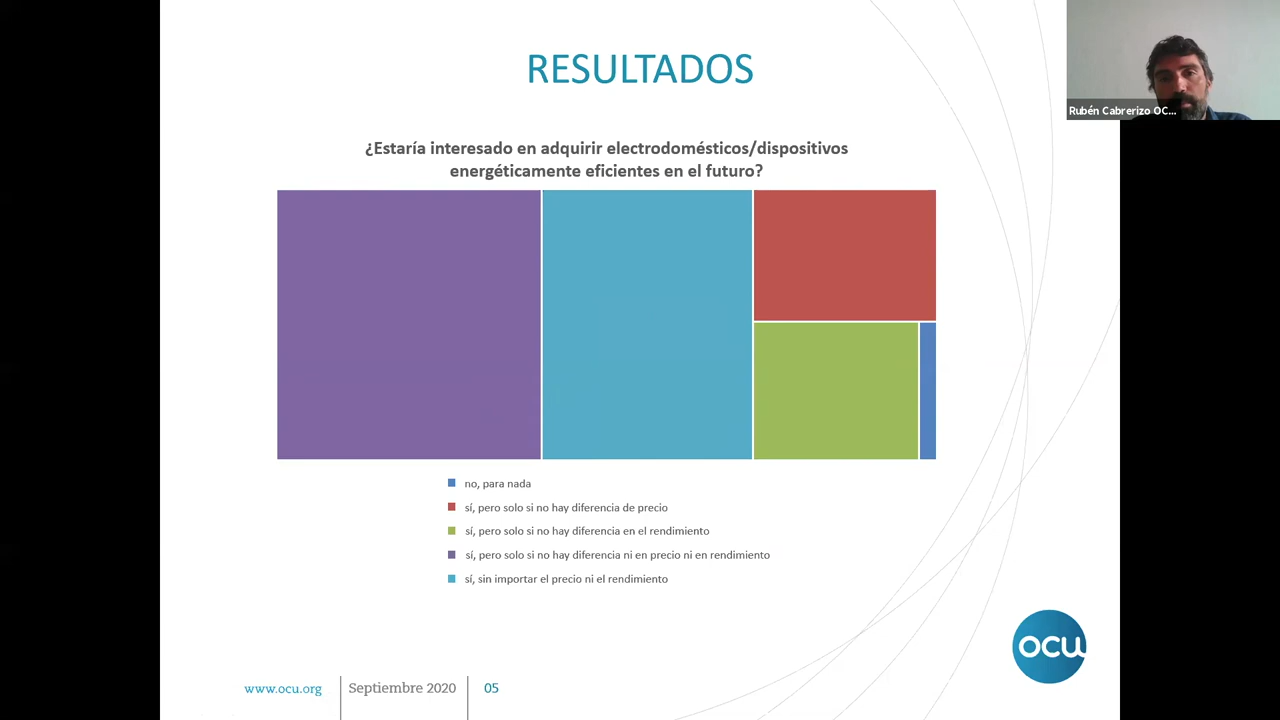 RESULTADOS
Rubén Cabrerizo OC...
¿Estaría interesado en adquirir electrodomésticos/dispositivos
energéticamente eficientes en el futuro?
no, para nada
sí, pero solo si no hay diferencia de precio
sí, pero solo si no hay diferencia en el rendimiento
sí, pero solo si no hay diferencia ni en precio ni en rendimiento
sí, sin importar el precio ni el rendimiento
ocu
www.ocu.org Septiembre 2020 05